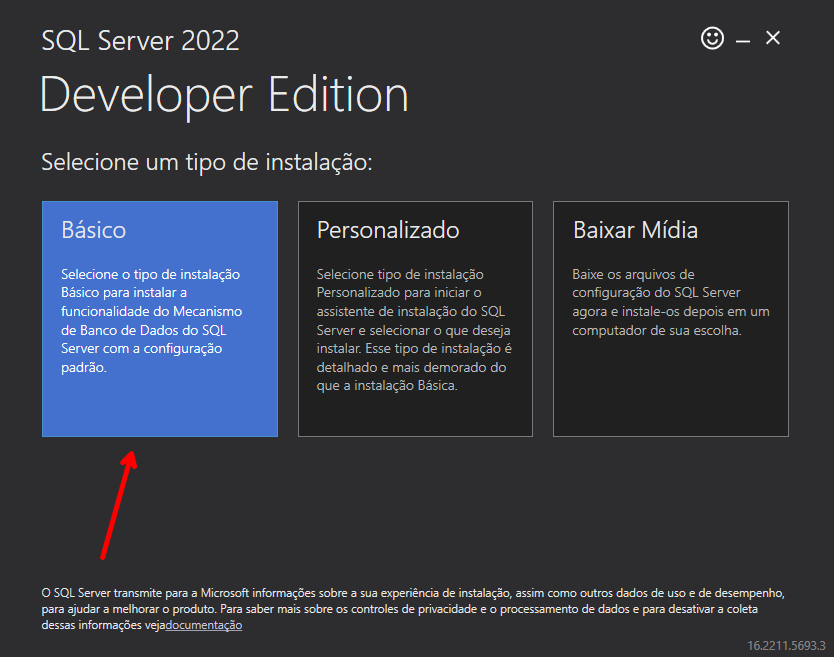 SQL Server 2022
Developer Edition
Selecione um tipo de instalação:
Básico
Selecione o tipo de instalação
Básico para instalar a
funcionalidade do Mecanismo
de Banco de Dados do SQL
Server com a configuração
padrão.
Personalizado
Selecione tipo de instalação
Personalizado para iniciar o
assistente de instalação do SQL
Server e selecionar o que deseja
instalar. Esse tipo de instalação é
detalhado e mais demorado do
que a instalação Básica.
Baixar Mídia
Baixe os arquivos de
configuração do SQL Server
agora e instale-os depois em um
computador de sua escolha.
O SQL Server transmite para a Microsoft informações sobre a sua experiência de instalação, assim como outros dados de uso e de desempenho,
para ajudar a melhorar o produto. Para saber mais sobre os controles de privacidade e o processamento de dados e para desativar a coleta
dessas informações vejadocumentação
16.2211.5693.3